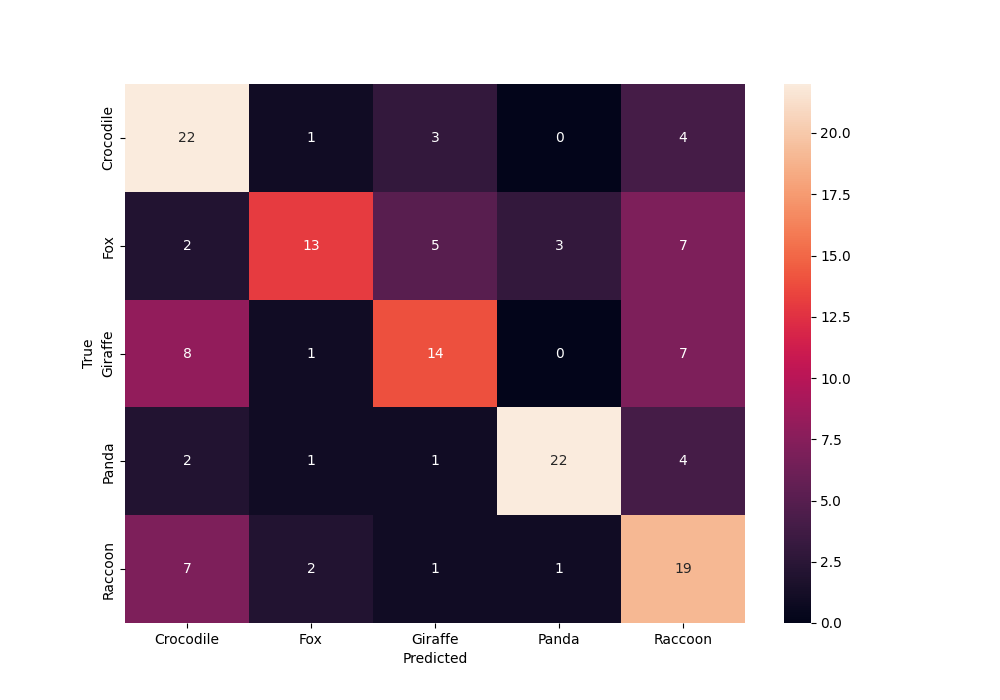 Crocodile 22 1 3 0 4
Fox 2 13 5 3 7
Giraffe 8 1 14 0 7
Panda 2 1 1 22 4
Raccoon 7 2 1 1 19
True
Crocodile Fox Giraffe Panda Raccoon
Predicted
20.0
17.5
15.0
12.5
10.0
7.5
5.0
2.5
0.0